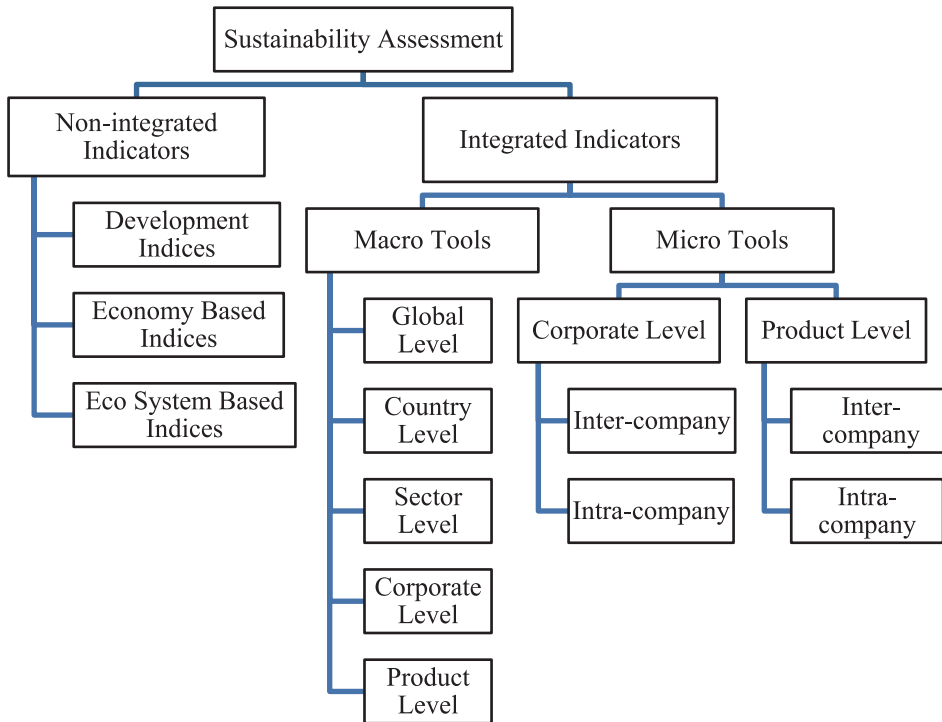 Sustainability Assessment
Non-integrated
Indicators
Integrated Indicators
Development
Indices
Economy Based
Indices
Eco System Based
Indices
Macro Tools
Micro Tools
Global
Level
Country
Level
Sector
Level
Corporate
Level
Product
Level
Corporate Level
Product Level
Inter-company
Intra-company
Inter-
company
Intra-
company